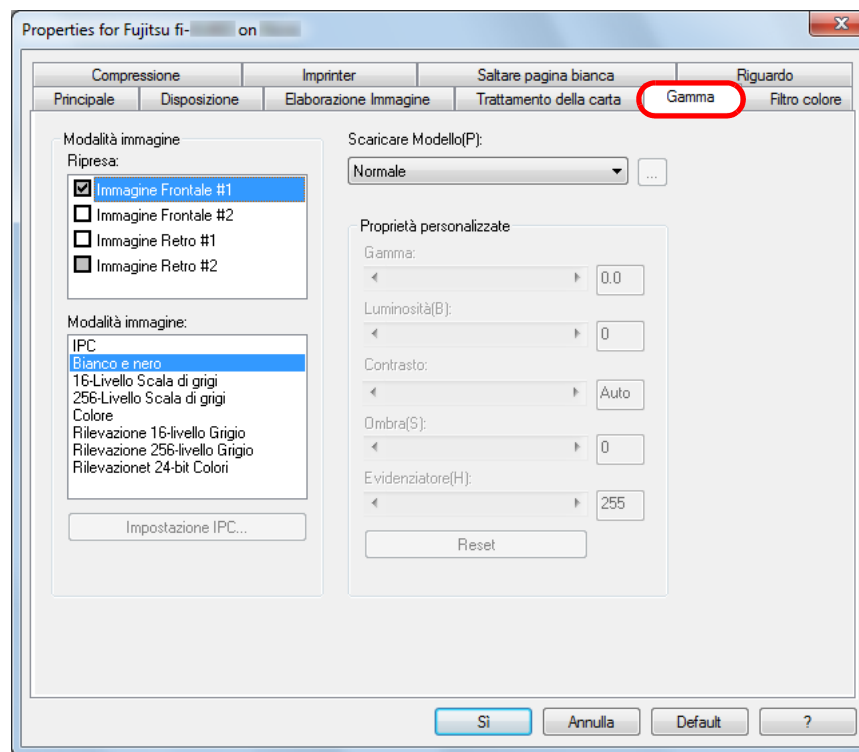 Properties for Fujitsu fi- on
Compressione Imprinter Saltare pagina bianca Riguardo
Principale Disposizione Elaborazione Immagine Trattamento della carta Gamma Filtro colore
Modalità immagine
Ripresa:
Immagine Frontale #1
Immagine Frontale #2
Immagine Retro #1
Immagine Retro #2
Modalità immagine:
IPC
Bianco e nero
16-Livello Scala di grigi
256-Livello Scala di grigi
Colore
Rilevazione 16-livello Grigio
Rilevazione 256-livello Grigio
Rilevazionet 24-bit Colori
Impostazione IPC...
Scaricare Modello(P):
Normale ...
Proprietà personalizzate
Gamma:
0.0
Luminosità(B):
0
Contrasto:
Auto
Ombra(S):
0
Evidenziatore(H):
255
Reset
Sì Annulla Default ?